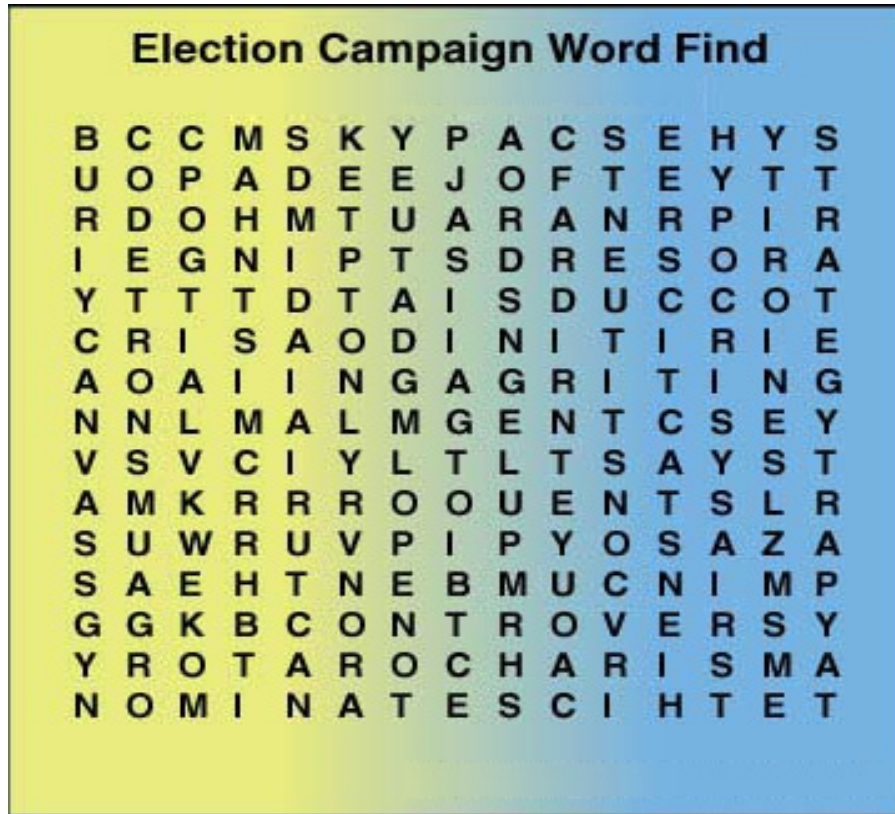 Election Campaign Word Find
B C C M S K Y P A C S E H Y S
U O P A D E E J O F T E Y T T
R D O H M T U A R A N R P I R
I E G N I P T S D R E S O R A
Y T T T D T A I S D U C C O T
C R I S A O D I N I T I R I E
A O A I I N G A G R I T I N G
N N L M A L M G E N T C S E Y
V S V C I Y L T L T S A Y S T
A M K R R R O O U E N T S L R
S U W R U V P I P Y O S A Z A
S A E H T N E B M U C N I M P
G G K B C O N T R O V E R S Y
Y R O T A R O C H A R I S M A
N O M I N A T E S C I H T E T